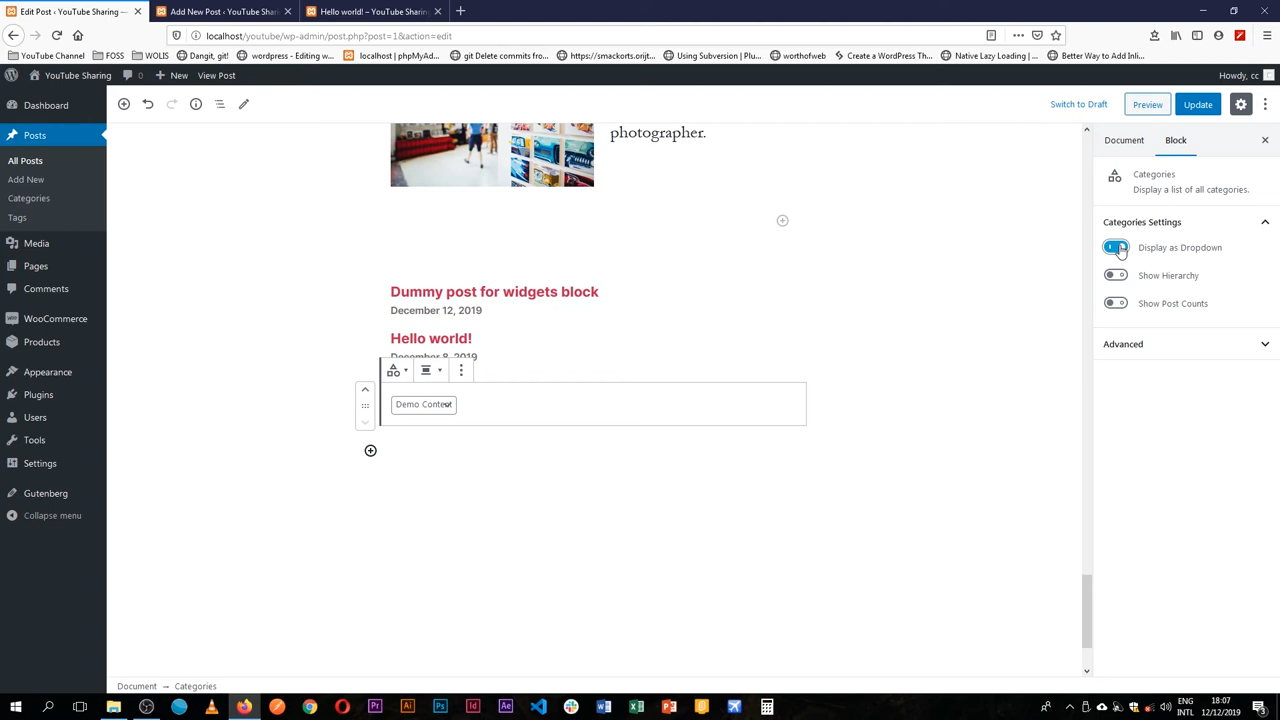 Edit Post ‹ YouTube Sharing —
Add New Post ‹ YouTube Sharin
Hello world! – YouTube Sharing
localhost/youtube/wp-admin/post.php?post=1&action=edit
YouTube Channel
FOSS
WOLIS
Dangit, git!
wordpress - Editing w...
localhost | phpMyAd...
git Delete commits fro...
https://smackorts.orijt...
Using Subversion | Plu...
worthofweb
Create a WordPress Th...
Native Lazy Loading | ...
Better Way to Add Inli...
YouTube Sharing
0
New
View Post
Howdy, cc
Dashboard
Posts
All Posts
Add New
Categories
Tags
Media
Pages
Comments
WooCommerce
Products
Appearance
Plugins
Users
Tools
Settings
Gutenberg
Collapse menu
Switch to Draft
Preview
Update
photographer.
Dummy post for widgets block
December 12, 2019
Hello world!
December 8, 2019
Demo Content
Document
Block
Categories
Display a list of all categories.
Categories Settings
Display as Dropdown
Show Hierarchy
Show Post Counts
Advanced
Document → Categories
ENG
INTL
18:07
12/12/2019